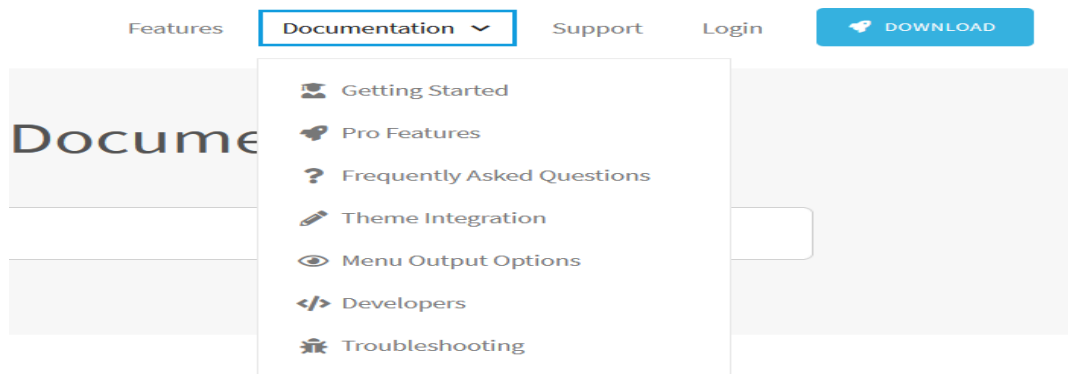 Features Documentation Support Login DOWNLOAD
Getting Started
Docume
Pro Features
Frequently Asked Questions
Theme Integration
Menu Output Options
Developers
Troubleshooting